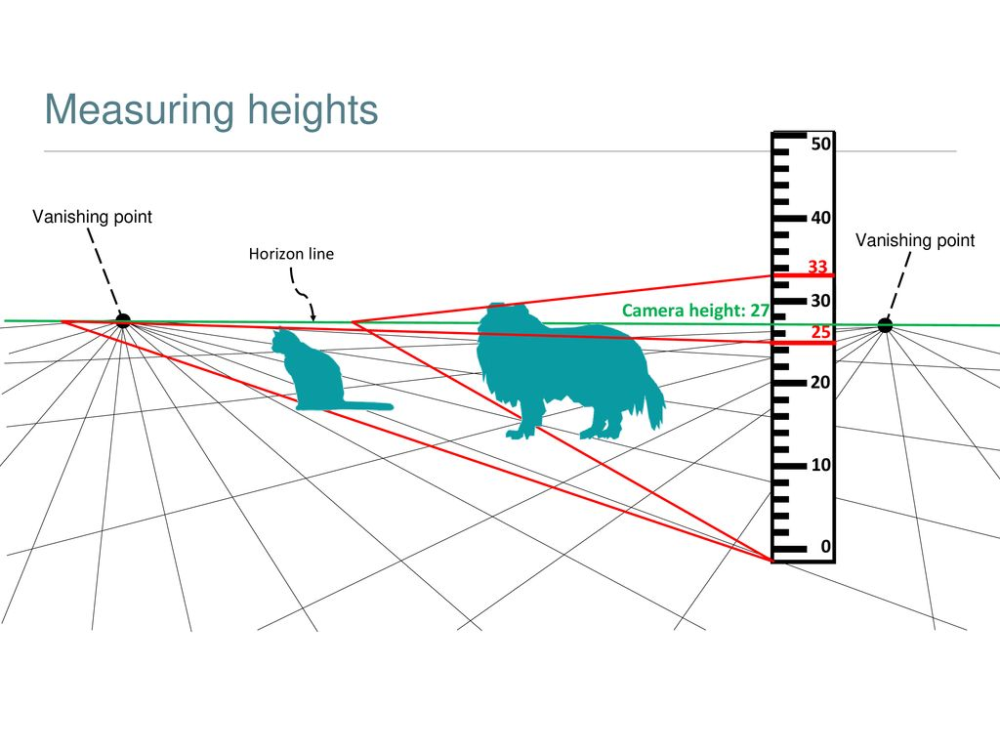 Measuring heights
50
Vanishing point
40
Vanishing point
Horizon line
33
30
Camera height: 27
25
20
10
0